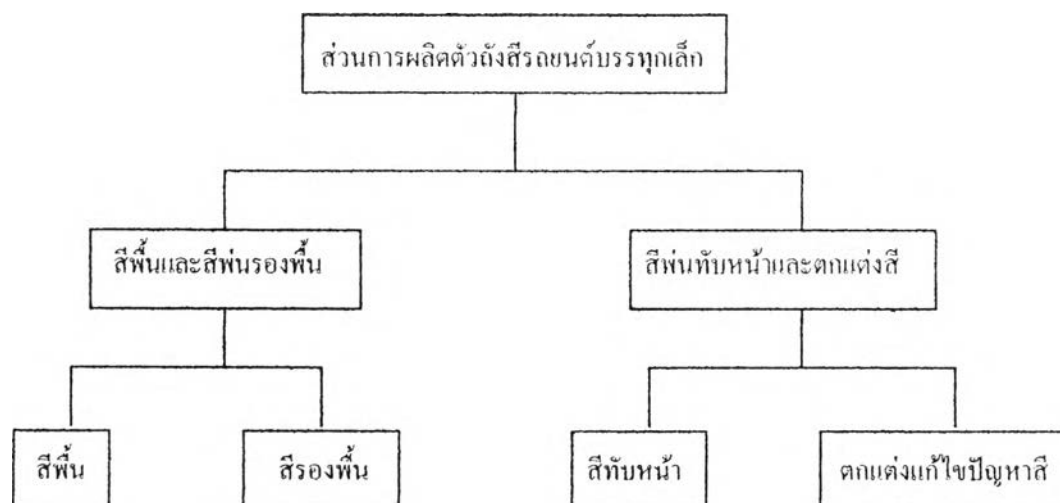 ส่วนการผลิตตัวถังสีรถยนต์บรรทุกเล็ก
สีพื้นและสีพ่นรองพื้น
สีพ่นทับหน้าและตกแต่งสี
สีพื้น
สีรองพื้น
สีทับหน้า
ตกแต่งแก้ไขปัญหาสี